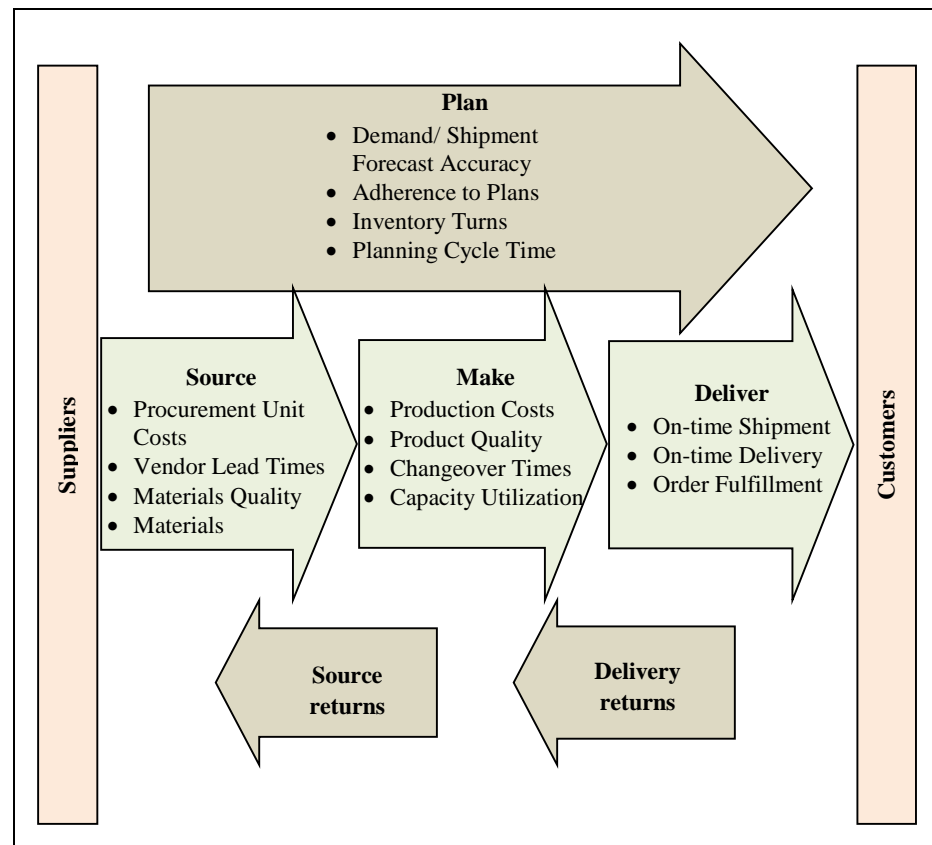 Suppliers
Plan
• Demand/ Shipment
Forecast Accuracy
• Adherence to Plans
• Inventory Turns
• Planning Cycle Time
Source
• Procurement Unit
Costs
• Vendor Lead Times
• Materials Quality
• Materials
Make
• Production Costs
• Product Quality
• Changeover Times
• Capacity Utilization
Deliver
• On-time Shipment
• On-time Delivery
• Order Fulfillment
Customers
Source
returns
Delivery
returns